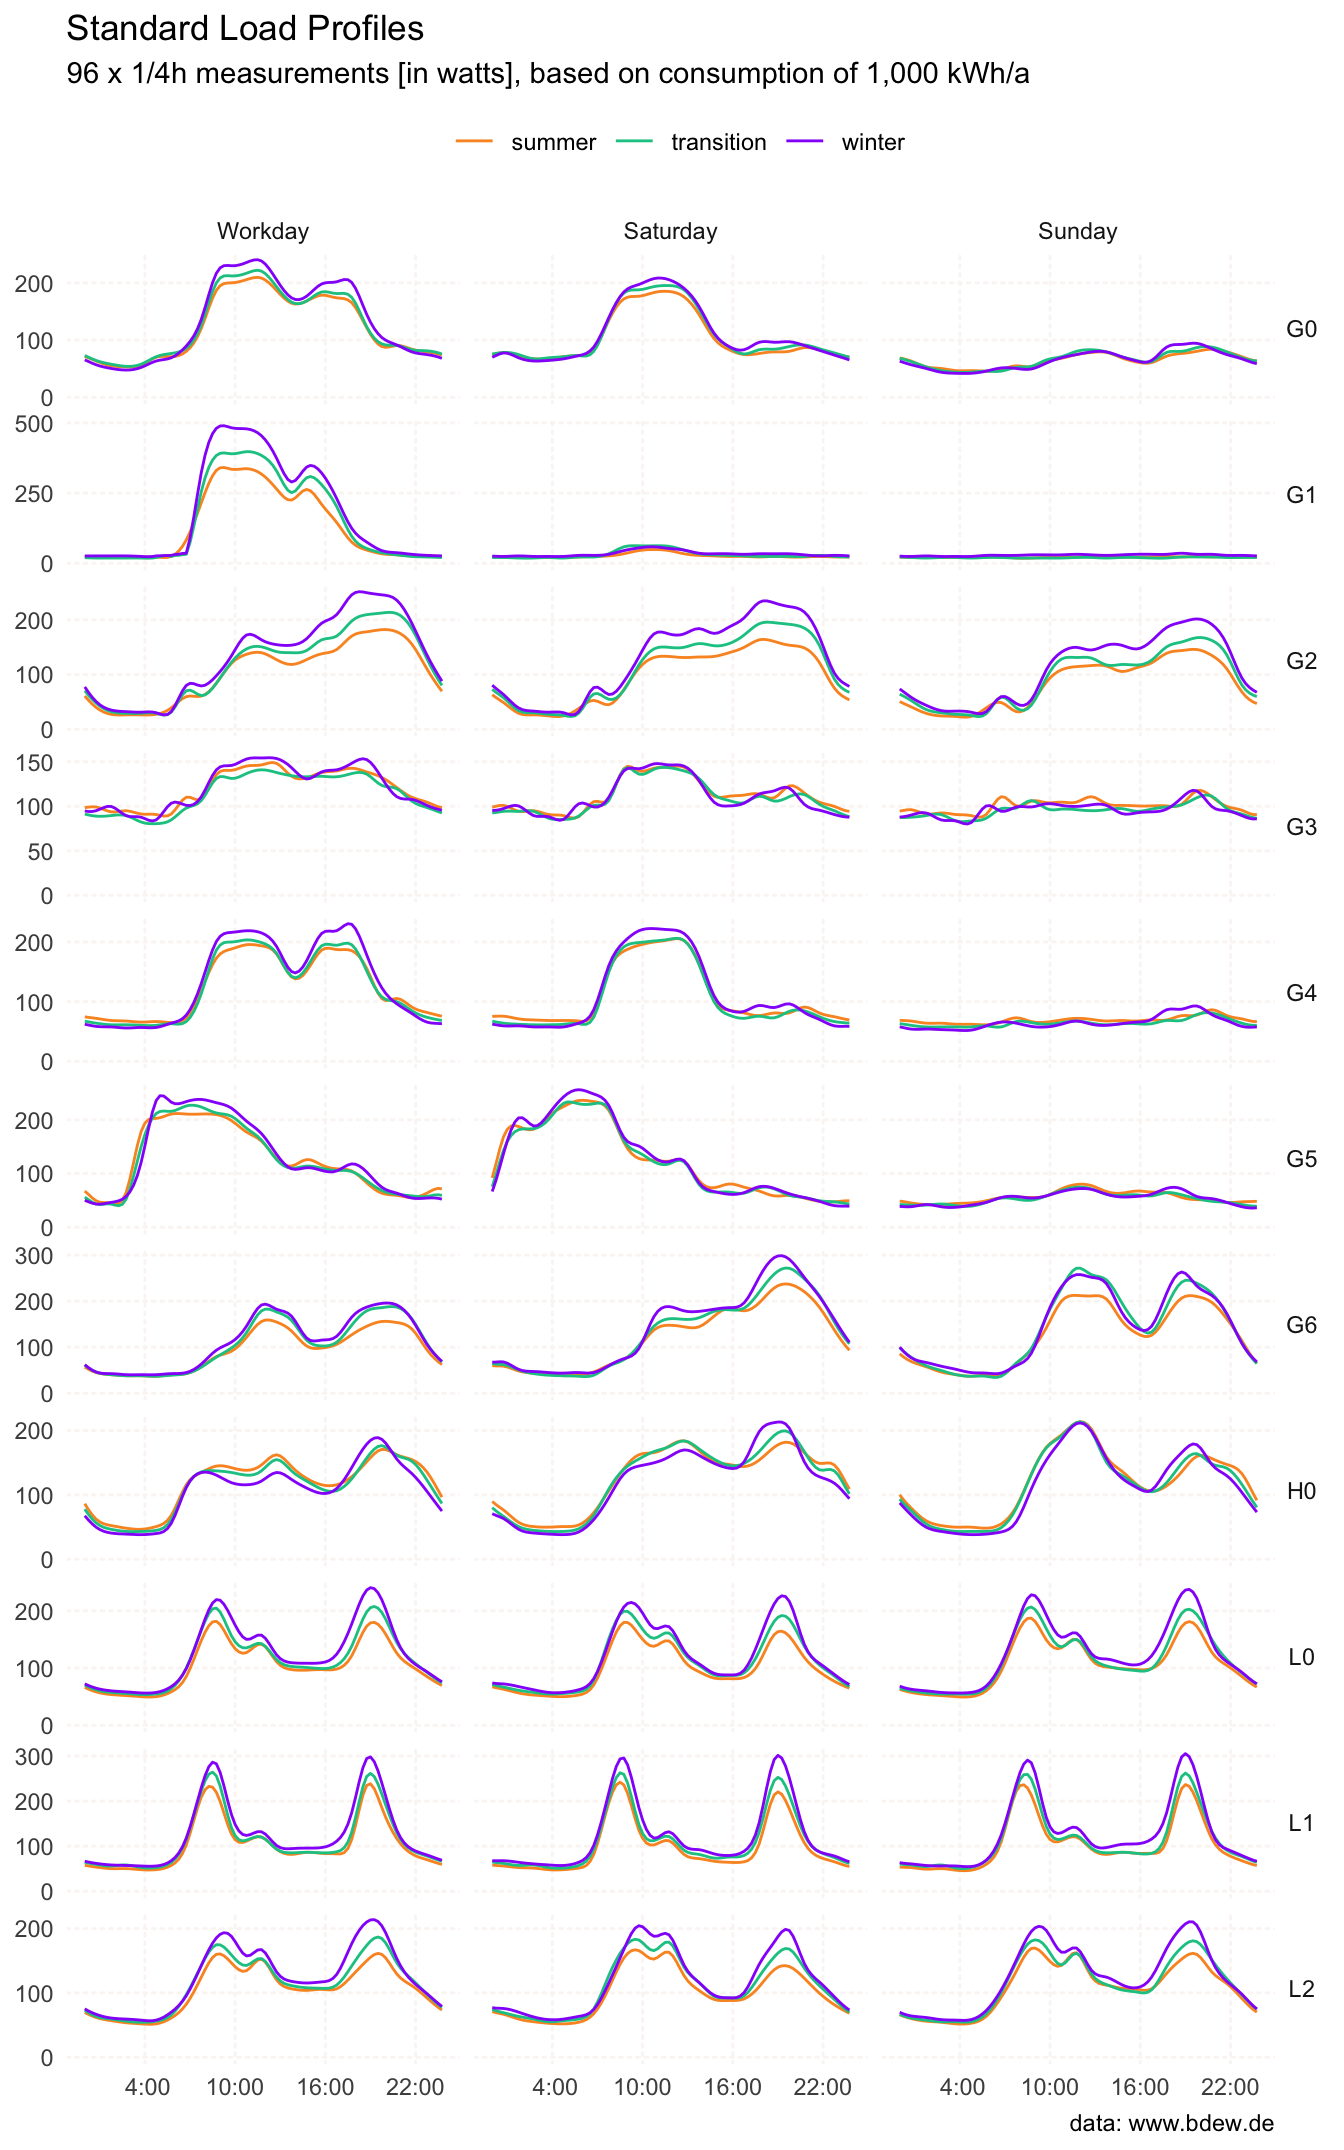 Standard Load Profiles
96 x 1/4h measurements [in watts], based on consumption of 1,000 kWh/a
summer transition winter
Workday Saturday Sunday
200
100
0
G0
500
250
0
G1
200
100
0
G2
150
100
50
0
G3
200
100
0
G4
200
100
0
G5
300
200
100
0
G6
200
100
0
H0
200
100
0
L0
300
200
100
0
L1
200
100
0
L2
4:00 10:00 16:00 22:00 4:00 10:00 16:00 22:00 4:00 10:00 16:00 22:00
data: www.bdew.de